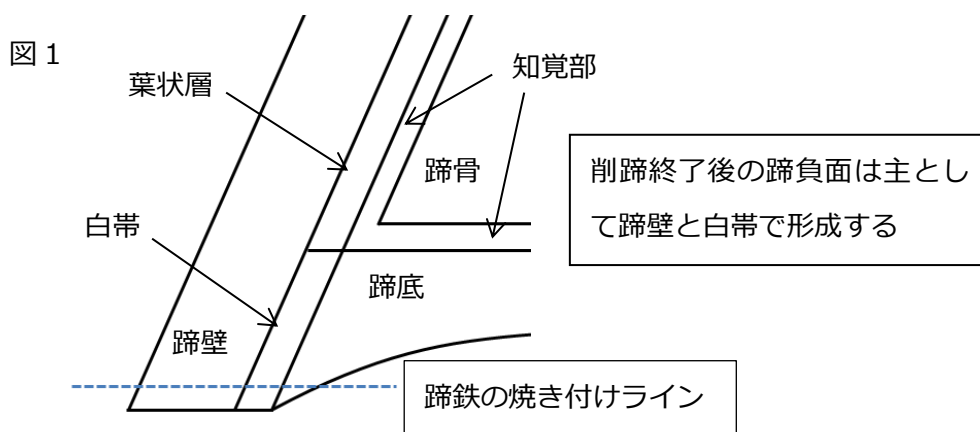 図1
知覚部
葉状層
蹄骨
削蹄終了後の蹄負面は主とし
て蹄壁と白帯で形成する
白帯
蹄底
蹄壁
蹄鉄の焼き付けライン